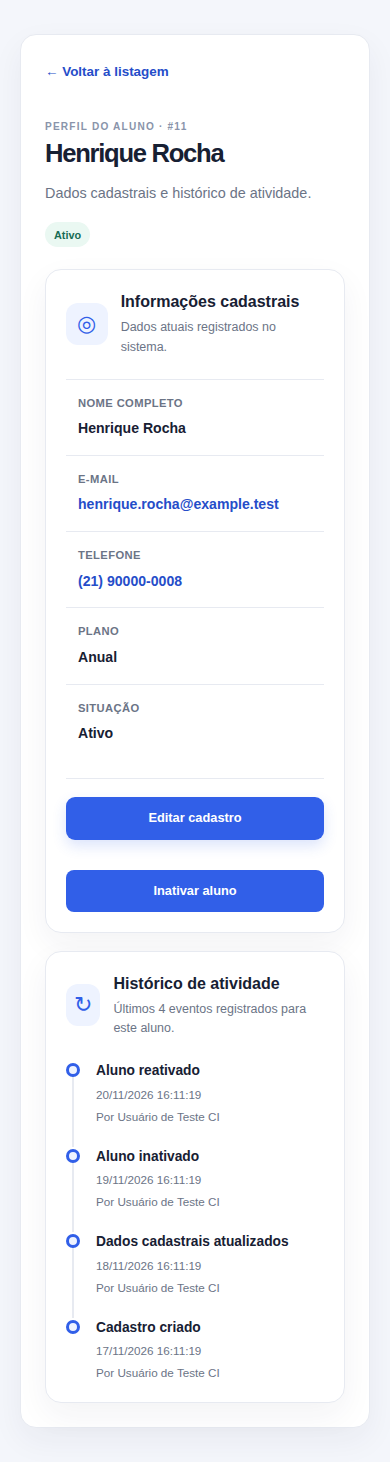 ← Voltar à listagem
PERFIL DO ALUNO · #11
Henrique Rocha
Dados cadastrais e histórico de atividade.
Ativo
Informações cadastrais
Dados atuais registrados no
sistema.
NOME COMPLETO
Henrique Rocha
E-MAIL
henrique.rocha@example.test
TELEFONE
(21) 90000-0008
PLANO
Anual
SITUAÇÃO
Ativo
Editar cadastro
Inativar aluno
Histórico de atividade
Últimos 4 eventos registrados para
este aluno.
Aluno reativado
20/11/2026 16:11:19
Por Usuário de Teste CI
Aluno inativado
19/11/2026 16:11:19
Por Usuário de Teste CI
Dados cadastrais atualizados
18/11/2026 16:11:19
Por Usuário de Teste CI
Cadastro criado
17/11/2026 16:11:19
Por Usuário de Teste CI